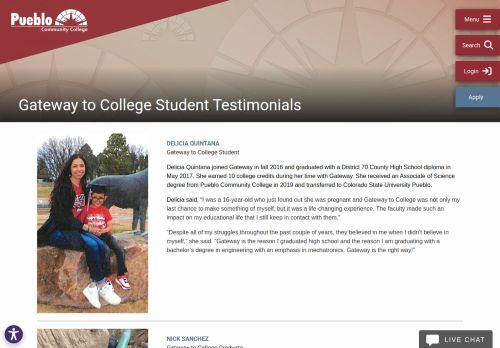 Pueblo
Community College
Menu
Search
Login
Apply
Gateway to College Student Testimonials
DELICIA QUINTANA
Gateway to College Student
Delicia Quintana joined Gateway in fall 2016 and graduated with a District 70 County High School diploma in
May 2017. She earned 10 college credits during her time with Gateway. She received an Associate of Science
degree from Pueblo Community College in 2019 and transferred to Colorado State University Pueblo.
Delicia said, “I was a 16-year-old who just found out she was pregnant and Gateway to College was not only my
last chance to make something of myself, but it was a life-changing experience. The faculty made such an
impact on my educational life that I still keep in contact with them.”
“Despite all of my struggles throughout the past couple of years, they believed in me when I didn’t believe in
myself,” she said. “Gateway is the reason I graduated high school and the reason I am graduating with a
bachelor’s degree in engineering with an emphasis in mechatronics. Gateway is the right way!”
NICK SANCHEZ
Gateway to College Graduate
LIVE CHAT